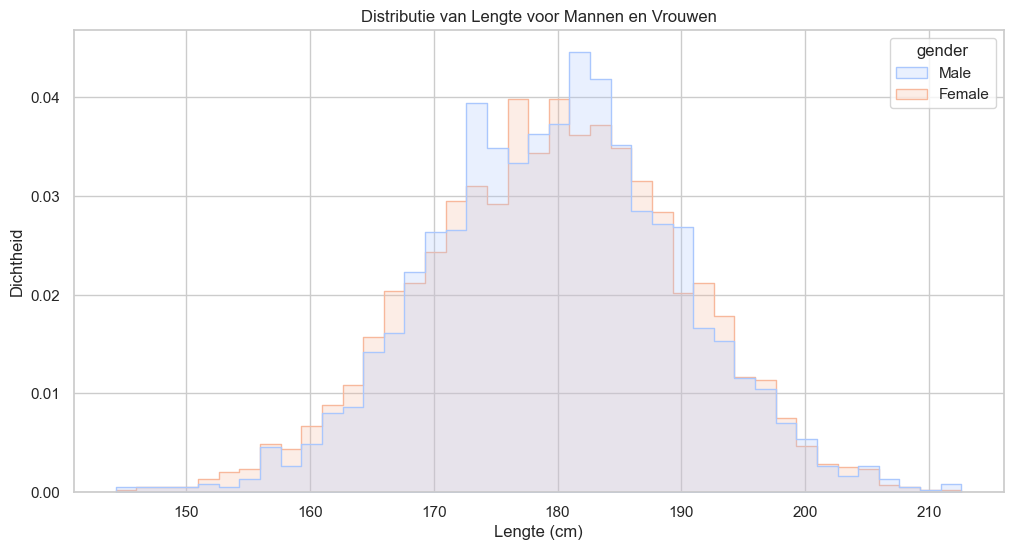 Distributie van Lengte voor Mannen en Vrouwen
gender
Male
Female
Dichtheid
0.04
0.03
0.02
0.01
0.00
150 160 170 180 190 200 210
Lengte (cm)